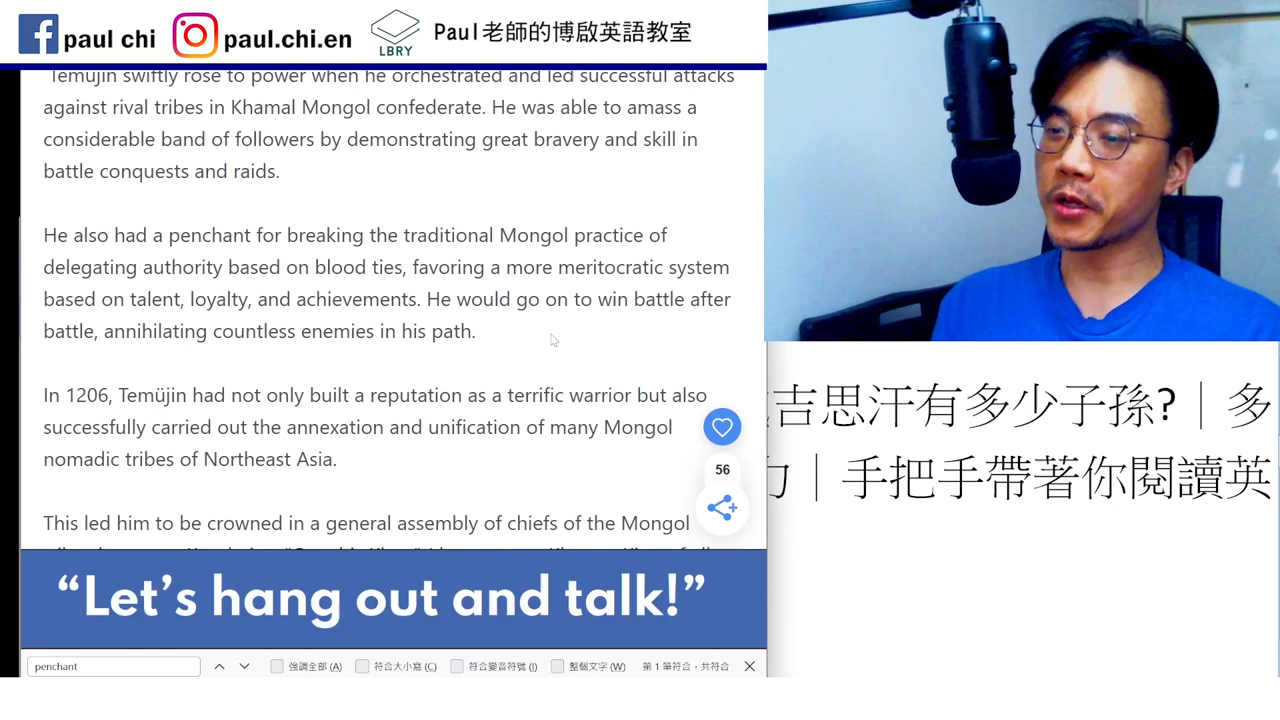 paul chi
paul.chi.en
LBRY
Paul老師的博啟英語教室
Temüjin swiftly rose to power when he orchestrated and led successful attacks
against rival tribes in Khamal Mongol confederate. He was able to amass a
considerable band of followers by demonstrating great bravery and skill in
battle conquests and raids.
He also had a penchant for breaking the traditional Mongol practice of
delegating authority based on blood ties, favoring a more meritocratic system
based on talent, loyalty, and achievements. He would go on to win battle after
battle, annihilating countless enemies in his path.
In 1206, Temüjin had not only built a reputation as a terrific warrior but also
successfully carried out the annexation and unification of many Mongol
nomadic tribes of Northeast Asia.
56
This led him to be crowned in a general assembly of chiefs of the Mongol
吉思汗有多少子孫?｜多
｜手把手帶著你閱讀英
“Let’s hang out and talk!”
penchant
強調全部 (A)
符合大小寫 (C)
符合變音符號 (I)
整個文字 (W)
第 1 筆符合，共符合